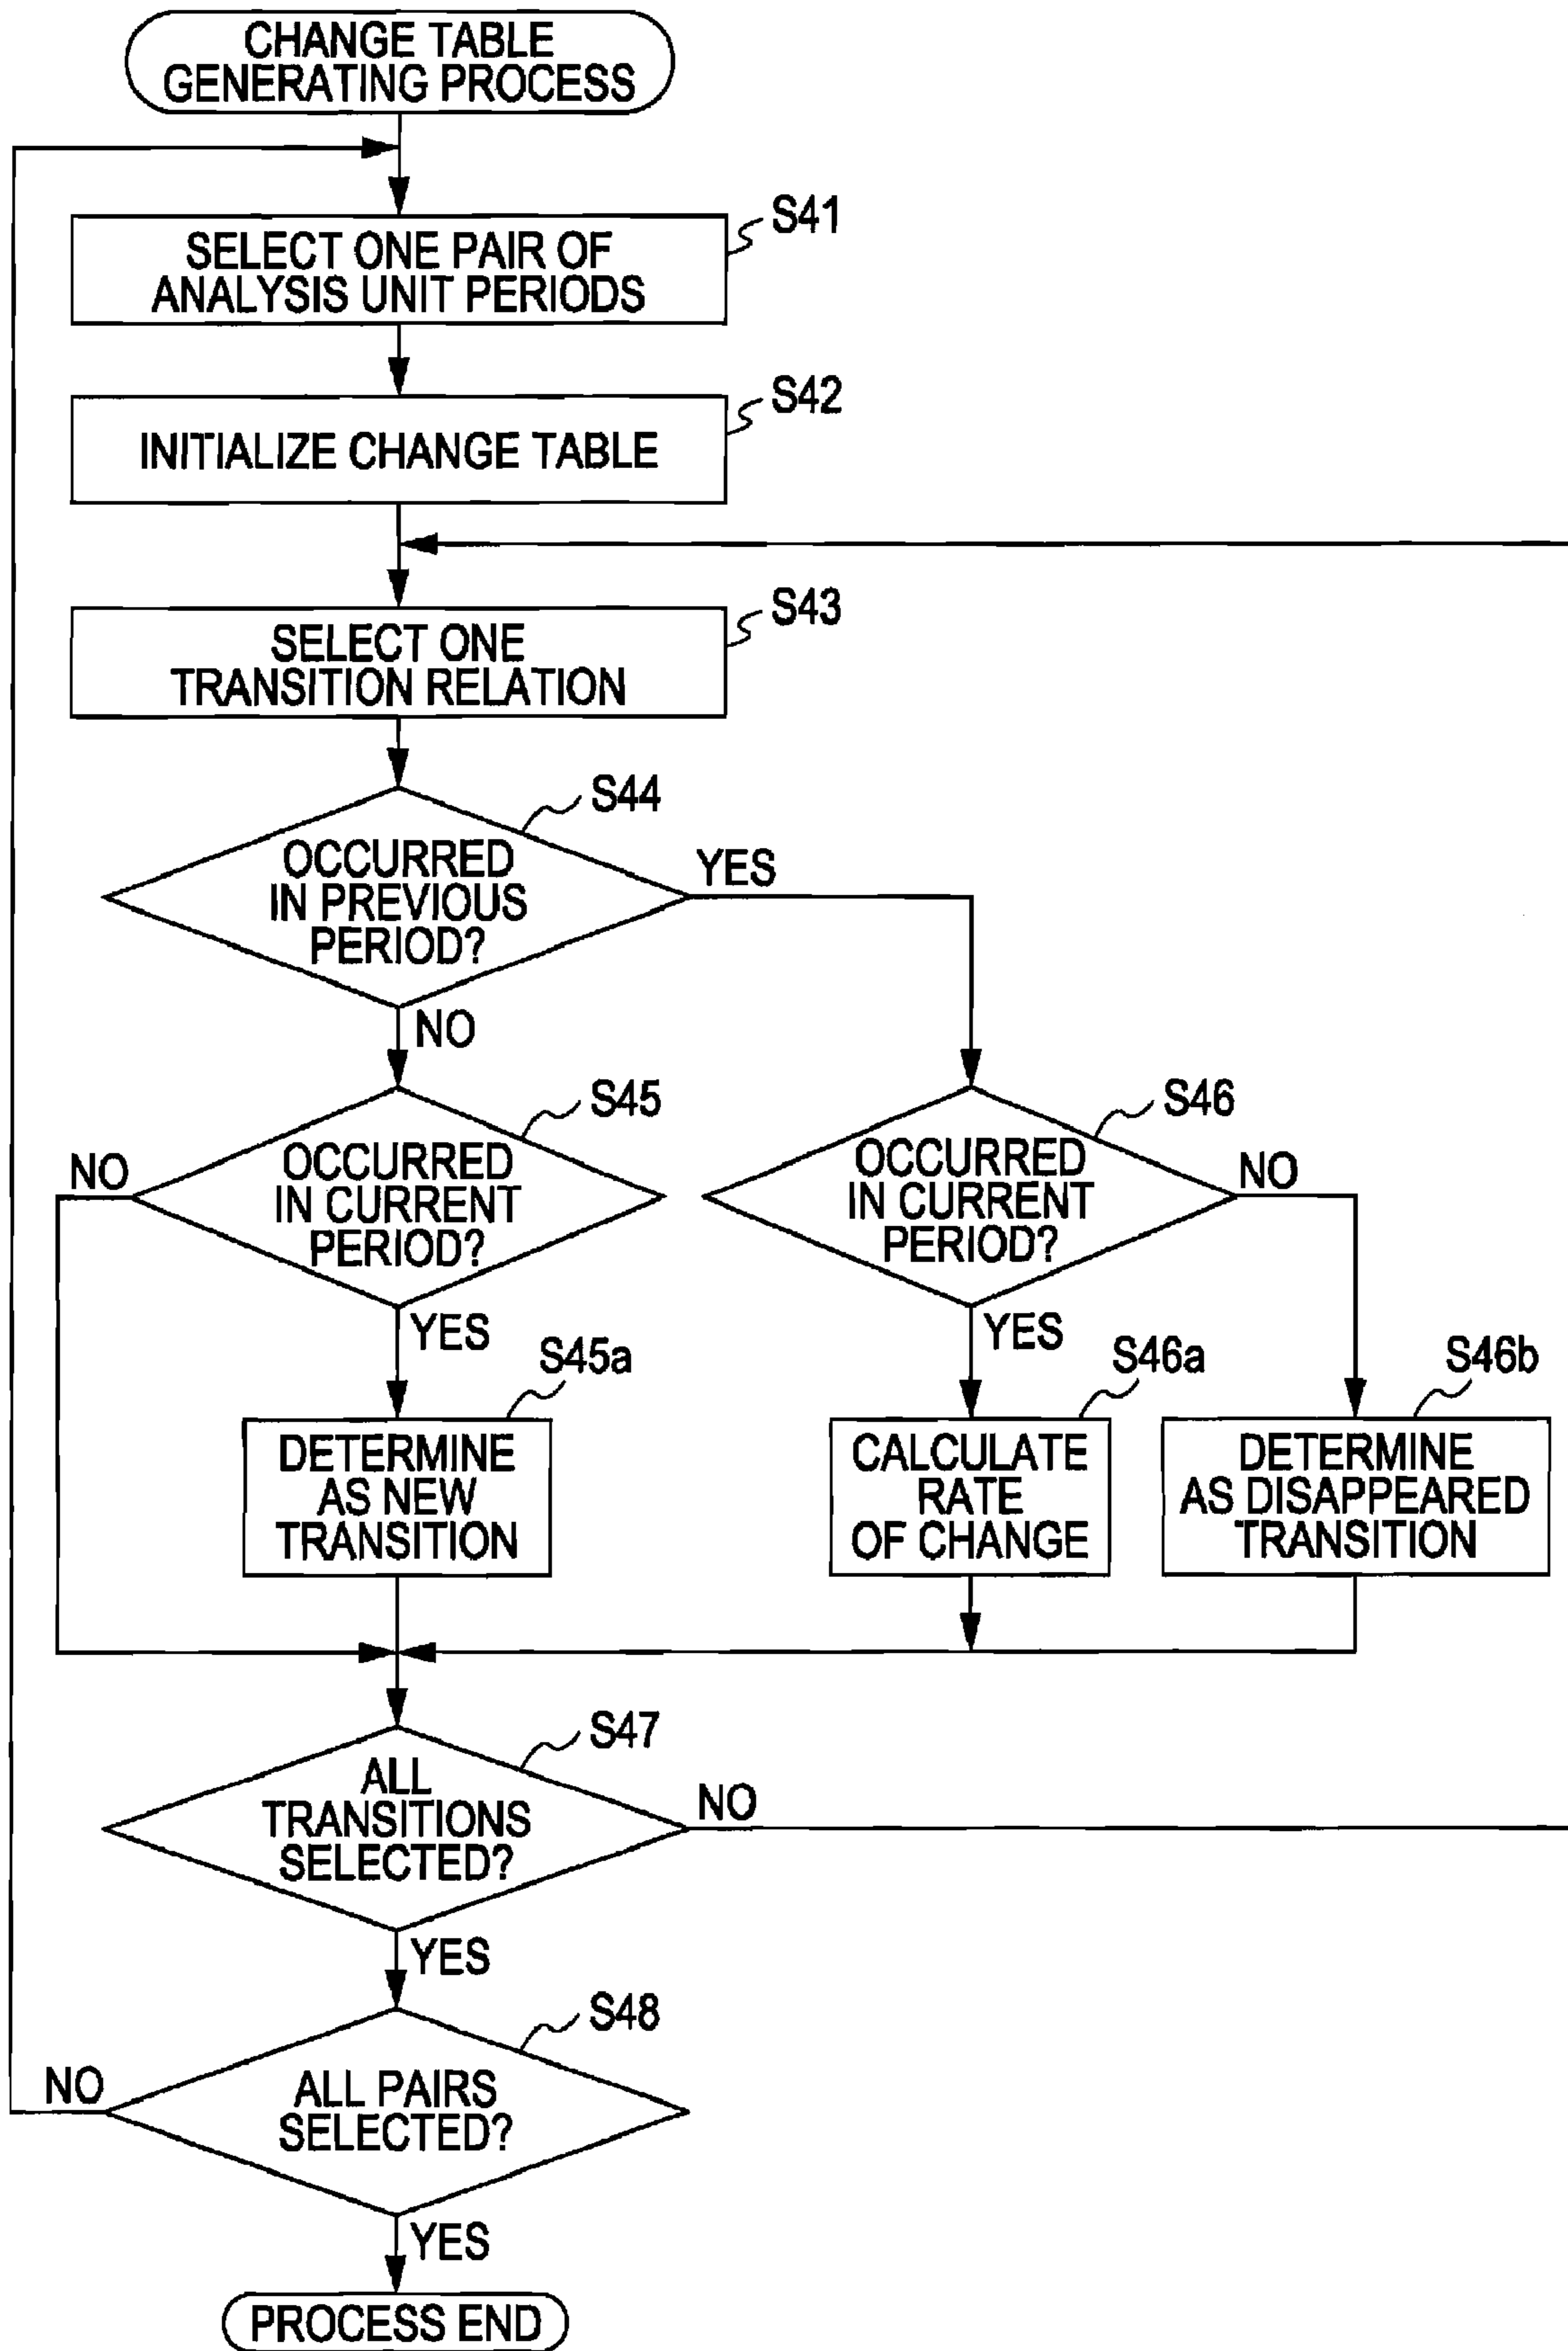 CHANGE TABLE
GENERATING PROCESS
S41
SELECT ONE PAIR OF
ANALYSIS UNIT PERIODS
S42
INITIALIZE CHANGE TABLE
S43
SELECT ONE
TRANSITION RELATION
S44
OCCURRED
IN PREVIOUS
PERIOD?
YES
NO
S45
OCCURRED
IN CURRENT
PERIOD?
NO
YES
S46
OCCURRED
IN CURRENT
PERIOD?
NO
YES
S45a
DETERMINE
AS NEW
TRANSITION
S46a
CALCULATE
RATE
OF CHANGE
S46b
DETERMINE
AS DISAPPEARED
TRANSITION
S47
ALL
TRANSITIONS
SELECTED?
NO
YES
S48
ALL PAIRS
SELECTED?
NO
YES
PROCESS END